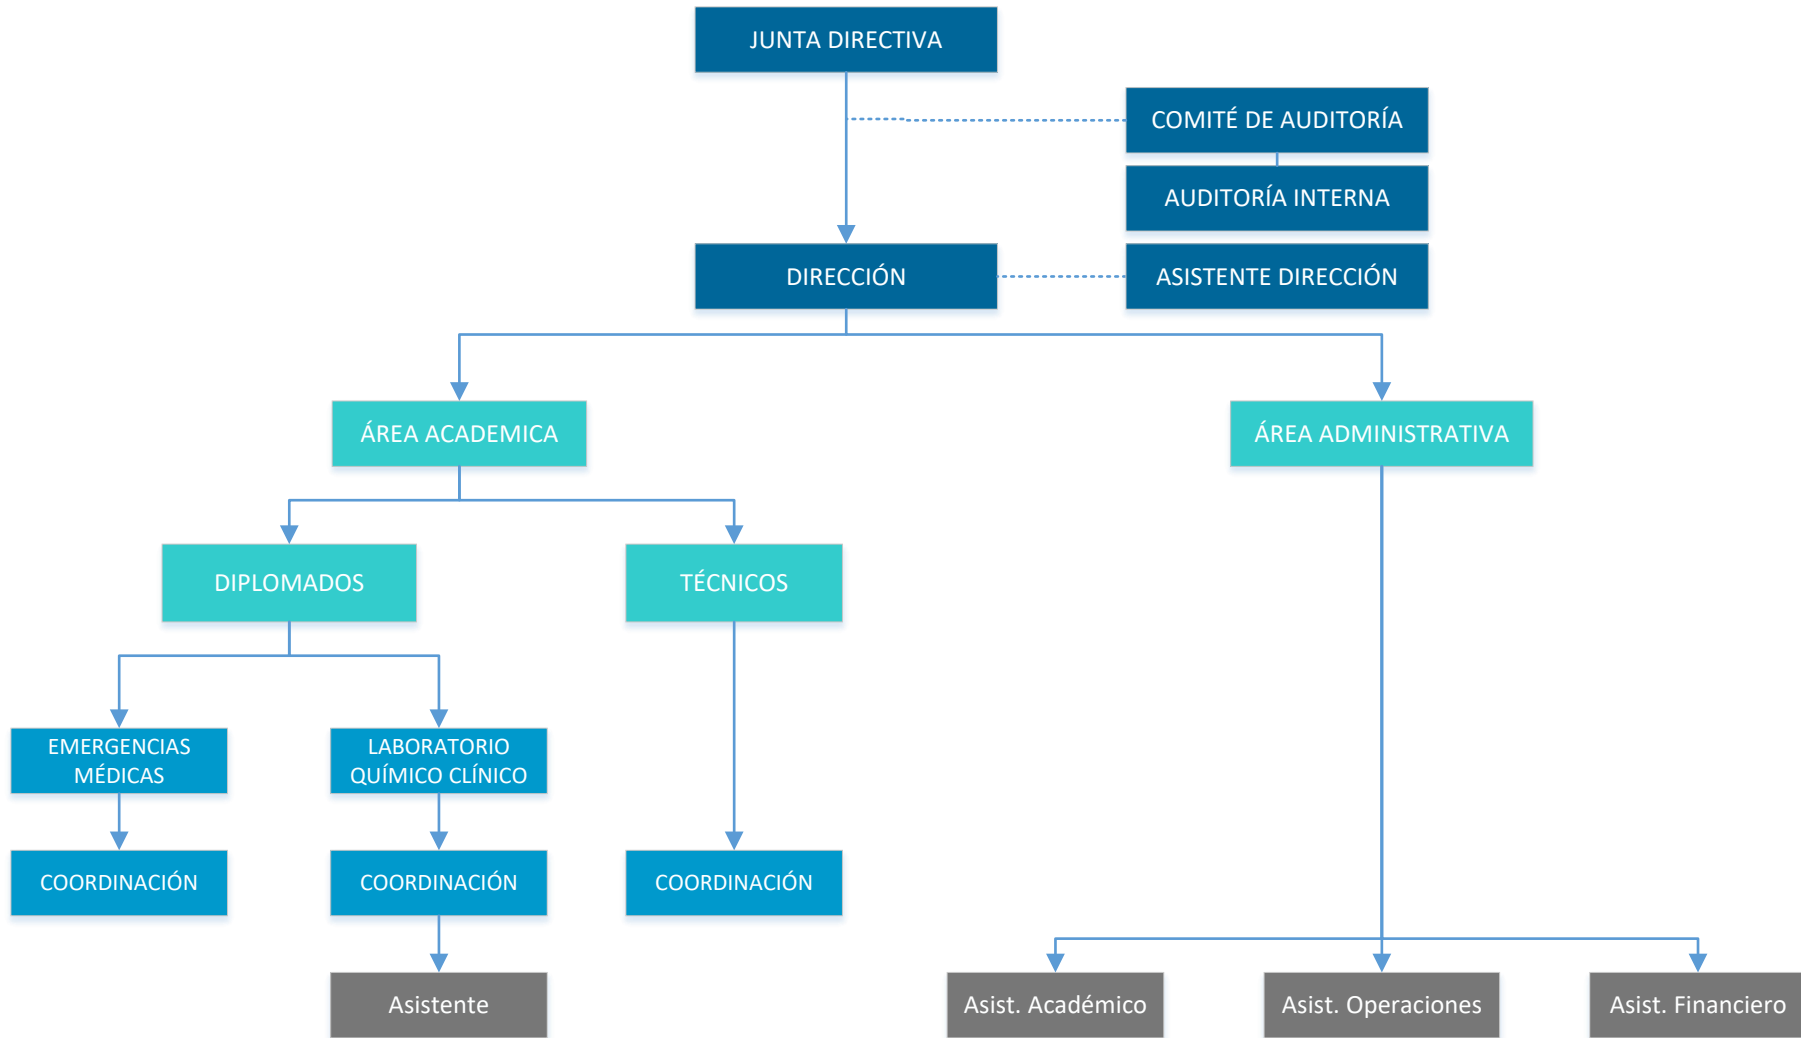 JUNTA DIRECTIVA
COMITÉ DE AUDITORÍA
AUDITORÍA INTERNA
DIRECCIÓN
ASISTENTE DIRECCIÓN
ÁREA ACADEMICA
ÁREA ADMINISTRATIVA
DIPLOMADOS
TÉCNICOS
EMERGENCIAS
MÉDICAS
LABORATORIO
QUÍMICO CLÍNICO
COORDINACIÓN
COORDINACIÓN
COORDINACIÓN
Asistente
Asist. Académico
Asist. Operaciones
Asist. Financiero